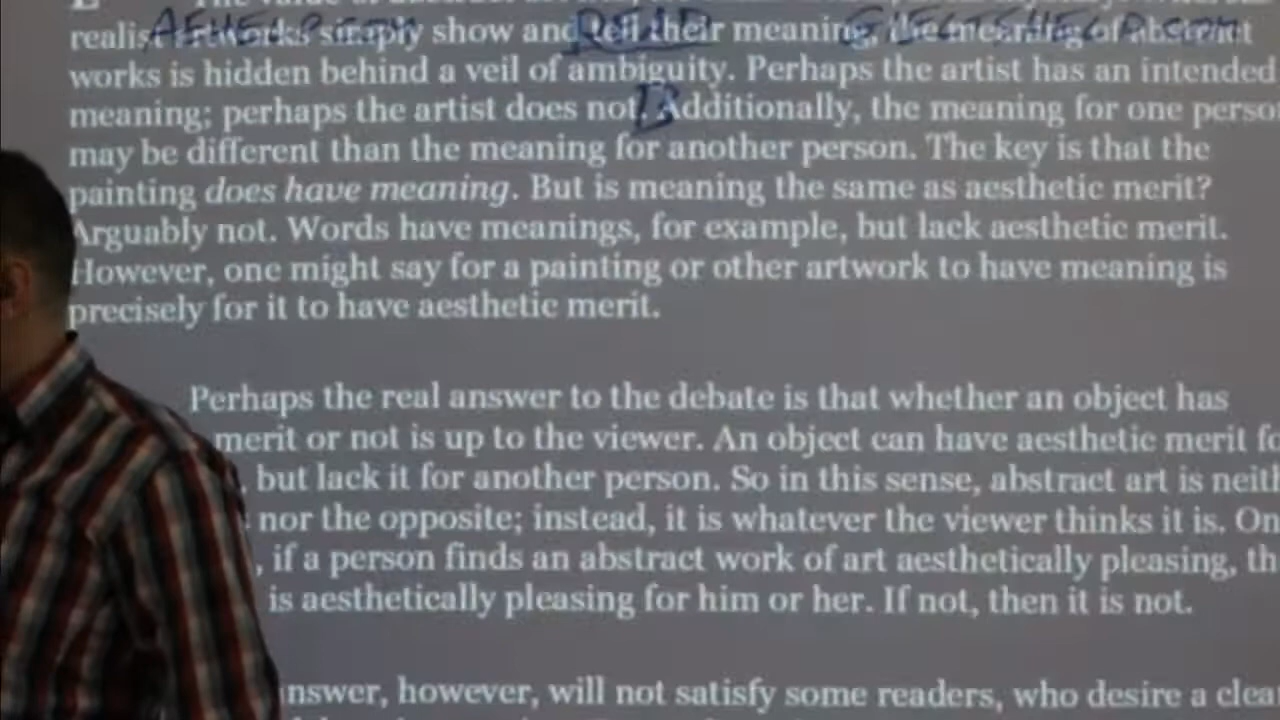 AEHELP.COM READ GIELTSHELP.COM
realist artworks simply show and tell their meaning, the meaning of abstract
works is hidden behind a veil of ambiguity. Perhaps the artist has an intended
meaning; perhaps the artist does not. Additionally, the meaning for one perso
B
may be different than the meaning for another person. The key is that the
painting does have meaning. But is meaning the same as aesthetic merit?
Arguably not. Words have meanings, for example, but lack aesthetic merit.
However, one might say for a painting or other artwork to have meaning is
precisely for it to have aesthetic merit.
Perhaps the real answer to the debate is that whether an object has
merit or not is up to the viewer. An object can have aesthetic merit fo
, but lack it for another person. So in this sense, abstract art is neith
nor the opposite; instead, it is whatever the viewer thinks it is. On
, if a person finds an abstract work of art aesthetically pleasing, th
is aesthetically pleasing for him or her. If not, then it is not.
nswer, however, will not satisfy some readers, who desire a clea